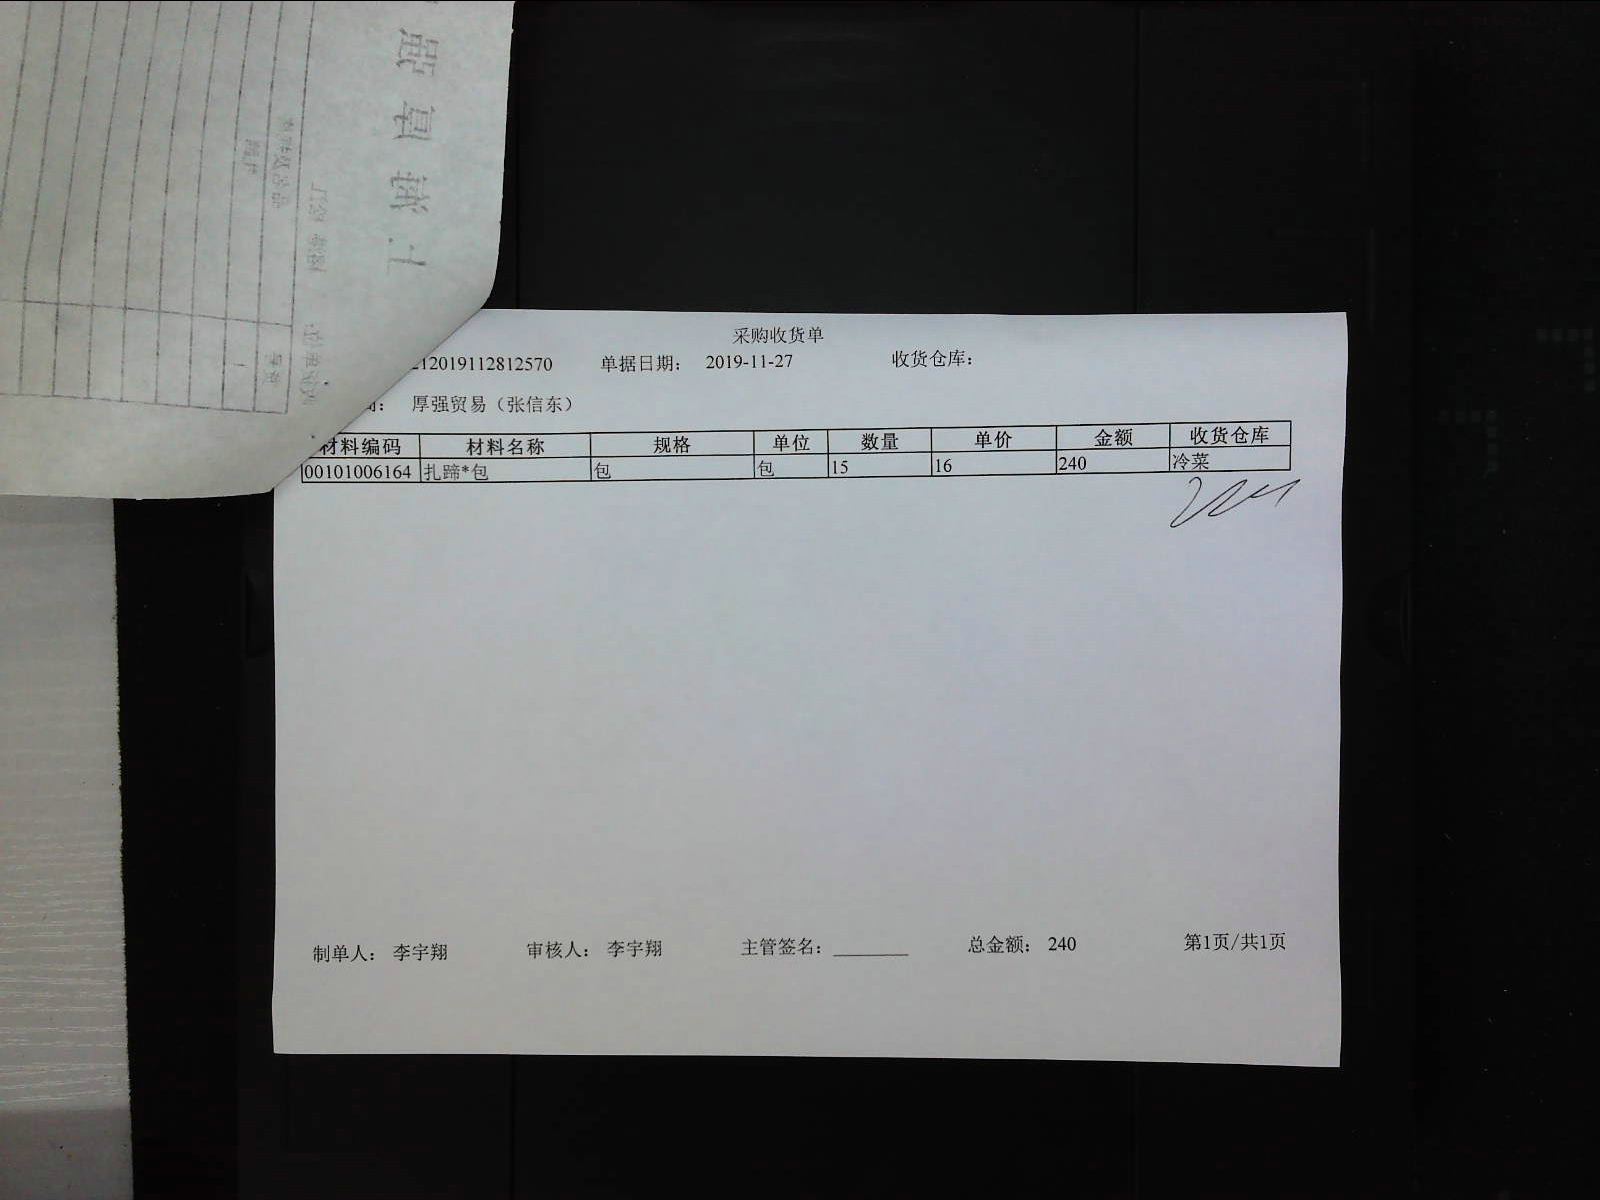 采购收货单
212019112812570 单据日期： 2019-11-27 收货仓库：
厚强贸易（张信东）
材料编码 材料名称 规格 单位 数量 单价 金额 收货仓库
00101006164 扎蹄*包 包 包 15 16 240 冷菜
制单人： 李宇翔 审核人： 李宇翔 主管签名： 总金额： 240 第1页/共1页